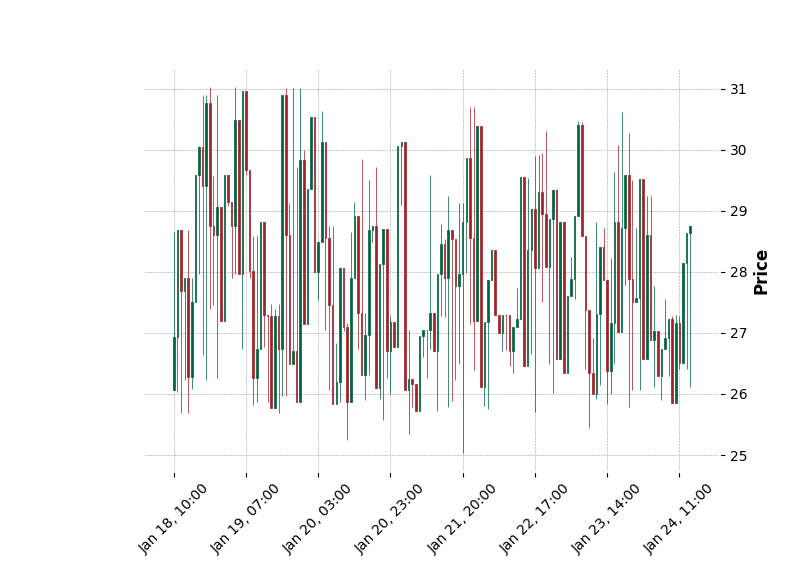 31
30
29
28
27
26
25
Price
Jan 18, 10:00
Jan 19, 07:00
Jan 20, 03:00
Jan 20, 23:00
Jan 21, 20:00
Jan 22, 17:00
Jan 23, 14:00
Jan 24, 11:00